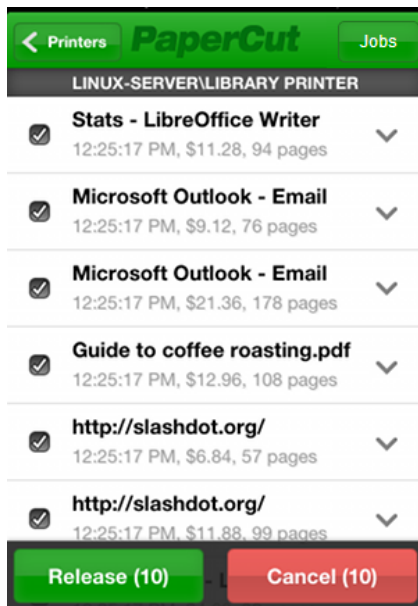 Printers PaperCut Jobs
LINUX-SERVER\LIBRARY PRINTER
Stats - LibreOffice Writer
12:25:17 PM, $11.28, 94 pages
Microsoft Outlook - Email
12:25:17 PM, $9.12, 76 pages
Microsoft Outlook - Email
12:25:17 PM, $21.36, 178 pages
Guide to coffee roasting.pdf
12:25:17 PM, $12.96, 108 pages
http://slashdot.org/
12:25:17 PM, $6.84, 57 pages
http://slashdot.org/
12:25:17 PM, $11.88, 99 pages
Release (10) Cancel (10)